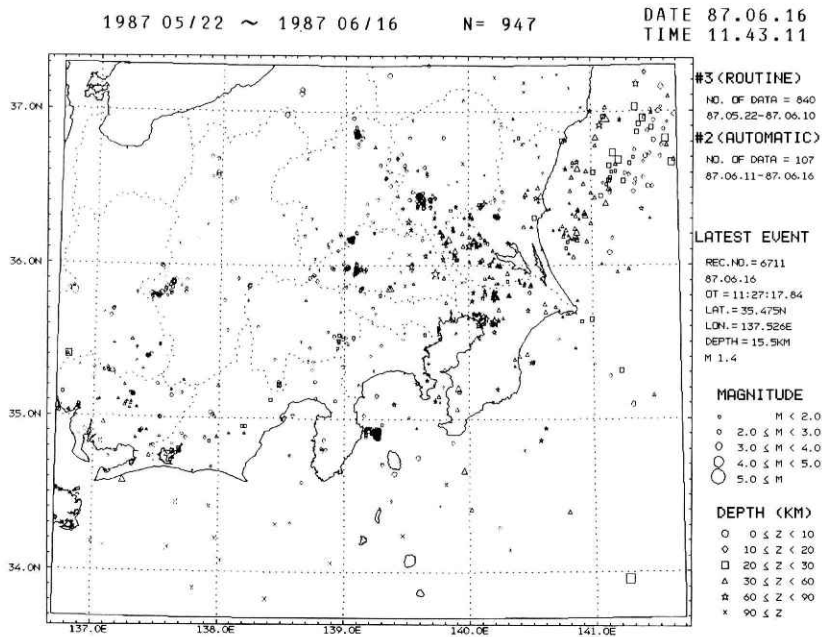 1987 05/22 ~ 1987 06/16 N= 947
DATE 87.06.16
TIME 11.43.11
#3(ROUTINE)
NO. OF DATA = 840
87.05.22-87.06.10
#2(AUTOMATIC)
NO. OF DATA = 107
87.06.11-87.06.16
LATEST EVENT
REC.NO.=6711
87.06.16
OT = 11:27:17.84
LAT.=35.475N
LON.=137.526E
DEPTH=15.5KM
M 1.4
MAGNITUDE
M < 2.0
2.0 ≤ M < 3.0
3.0 ≤ M < 4.0
4.0 ≤ M < 5.0
5.0 ≤ M
DEPTH (KM)
0 ≤ Z < 10
10 ≤ Z < 20
20 ≤ Z < 30
30 ≤ Z < 60
60 ≤ Z < 90
90 ≤ Z
37.0N
36.0N
35.0N
34.0N
137.0E 138.0E 139.0E 140.0E 141.0E